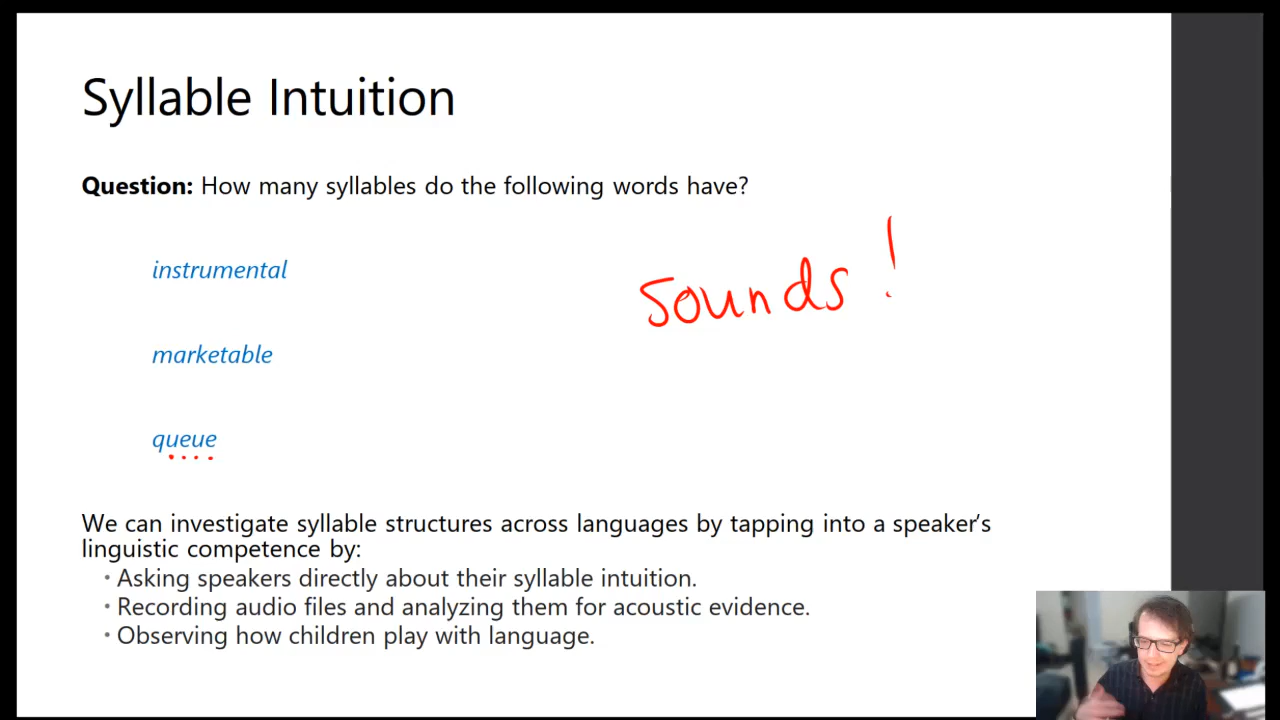 Syllable Intuition
Question: How many syllables do the following words have?
instrumental
sounds!
marketable
queue
We can investigate syllable structures across languages by tapping into a speaker's
linguistic competence by:
• Asking speakers directly about their syllable intuition.
• Recording audio files and analyzing them for acoustic evidence.
• Observing how children play with language.